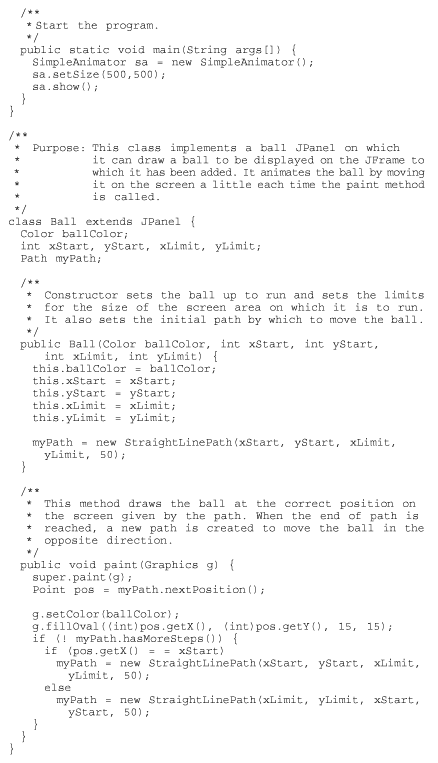 /**
 * Start the program.
 */
public static void main(String args[]) {
SimpleAnimator sa = new SimpleAnimator();
sa.setSize(500,500);
sa.show();
}
}
/**
 * Purpose: This class implements a ball JPanel on which
 * it can draw a ball to be displayed on the JFrame to
 * which it has been added. It animates the ball by moving
 * it on the screen a little each time the paint method
 * is called.
 */
class Ball extends JPanel {
Color ballColor;
int xStart, yStart, xLimit, yLimit;
Path myPath;
/**
 * Constructor sets the ball up to run and sets the limits
 * for the size of the screen area on which it is to run.
 * It also sets the initial path by which to move the ball.
 */
public Ball(Color ballColor, int xStart, int yStart,
int xLimit, int yLimit) {
this.ballColor = ballColor;
this.xStart = xStart;
this.yStart = yStart;
this.xLimit = xLimit;
this.yLimit = yLimit;
myPath = new StraightLinePath(xStart, yStart, xLimit,
yLimit, 50);
}
/**
 * This method draws the ball at the correct position on
 * the screen given by the path. When the end of path is
 * reached, a new path is created to move the ball in the
 * opposite direction.
 */
public void paint(Graphics g) {
super.paint(g);
Point pos = myPath.nextPosition();
g.setColor(ballColor);
g.fillOval((int)pos.getX(), (int)pos.getY(), 15, 15);
if (! myPath.hasMoreSteps()) {
if (pos.getX() = = xStart)
myPath = new StraightLinePath(xStart, yStart, xLimit,
yLimit, 50);
else
myPath = new StraightLinePath(xLimit, yLimit, xStart,
yStart, 50);
}
}
}